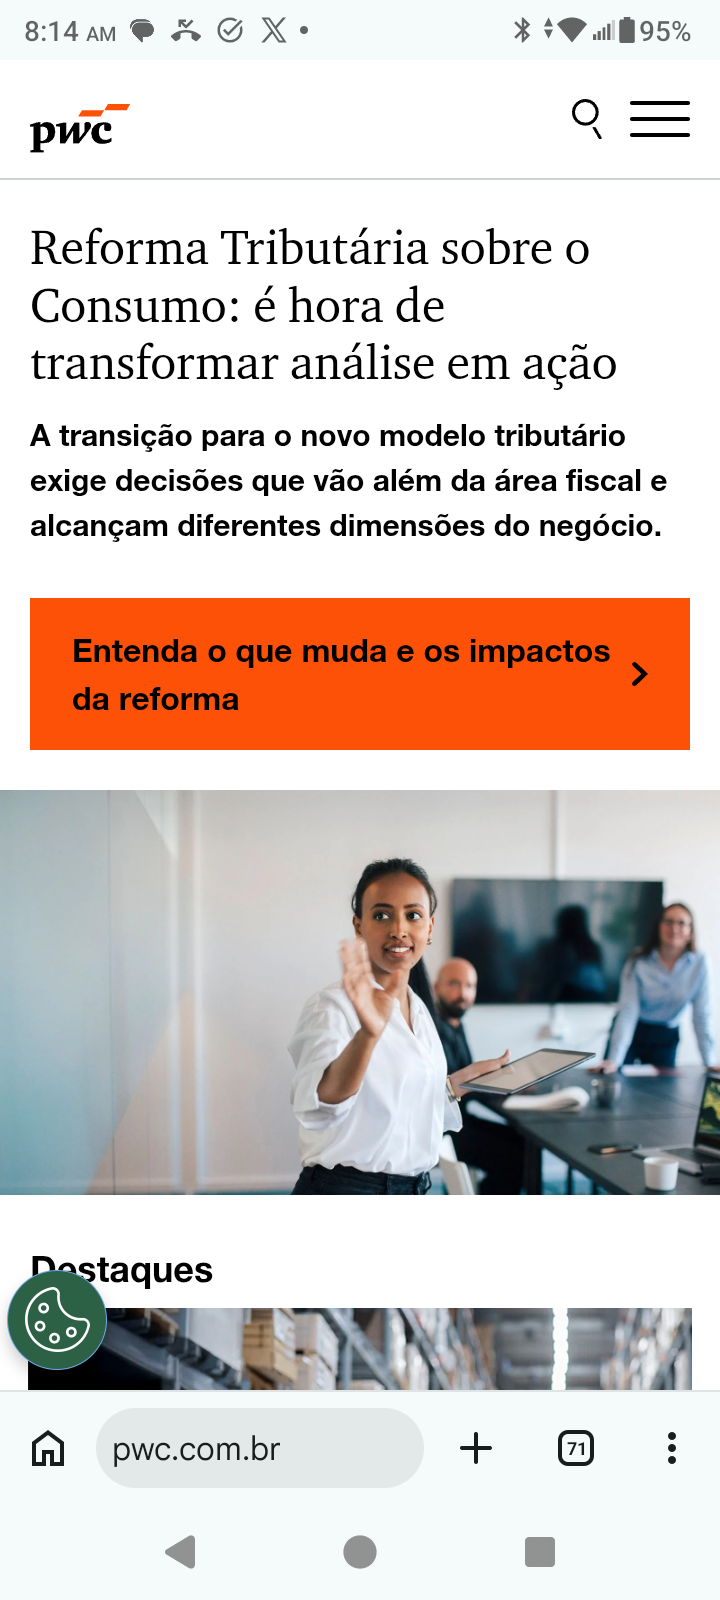 8:14 AM
95%
pwc
Reforma Tributária sobre o
Consumo: é hora de
transformar análise em ação
A transição para o novo modelo tributário
exige decisões que vão além da área fiscal e
alcançam diferentes dimensões do negócio.
Entenda o que muda e os impactos
da reforma
Destaques
pwc.com.br
71